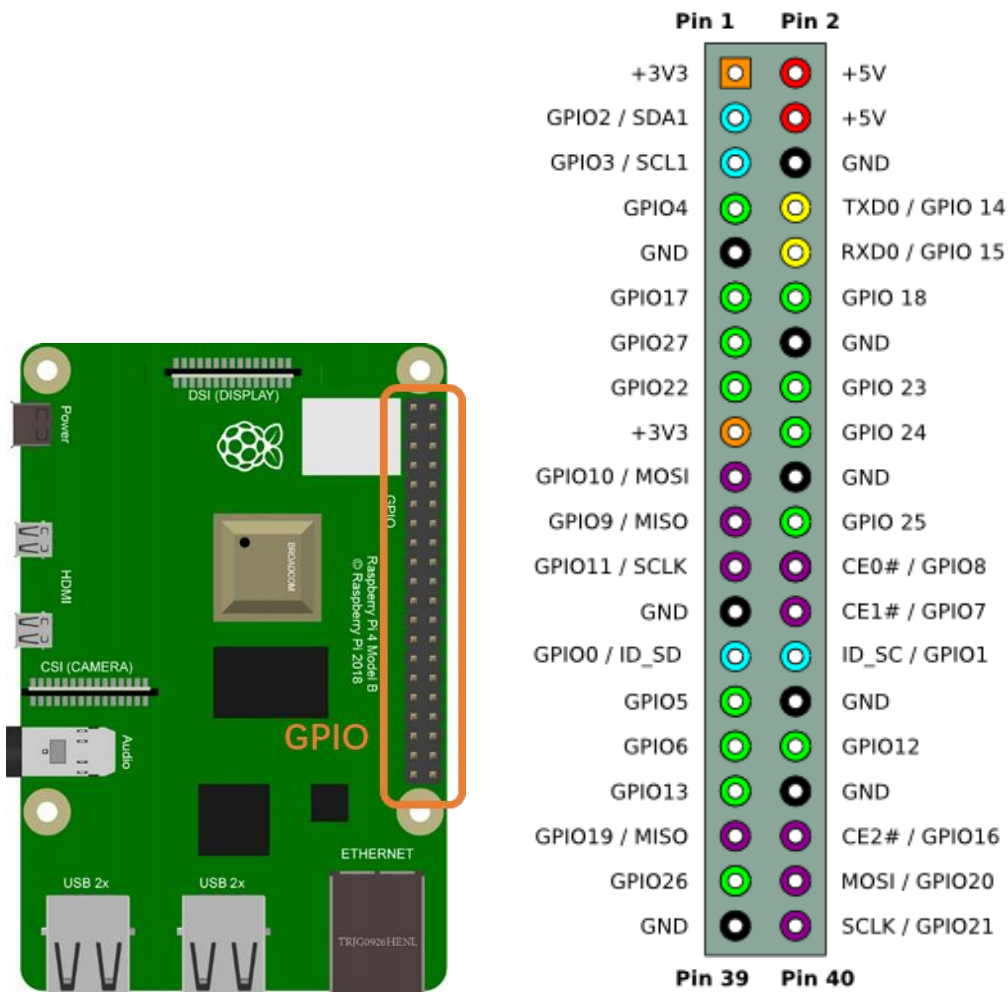 Pin 1 Pin 2
+3V3 +5V
GPIO2 / SDA1 +5V
GPIO3 / SCL1 GND
GPIO4 TXD0 / GPIO 14
GND RXD0 / GPIO 15
GPIO17 GPIO 18
GPIO27 GND
GPIO22 GPIO 23
+3V3 GPIO 24
GPIO10 / MOSI GND
GPIO9 / MISO GPIO 25
GPIO11 / SCLK CE0# / GPIO8
GND CE1# / GPIO7
GPIO0 / ID_SD ID_SC / GPIO1
GPIO5 GND
GPIO6 GPIO12
GPIO13 GND
GPIO19 / MISO CE2# / GPIO16
GPIO26 MOSI / GPIO20
GND SCLK / GPIO21
Pin 39 Pin 40
DSI (DISPLAY)
Power
GPIO
BROADCOM
Raspberry Pi 4 Model B
© Raspberry Pi 2018
HDMI
CSI (CAMERA)
GPIO
Audio
ETHERNET
USB 2x
USB 2x
TRJG0926HENL